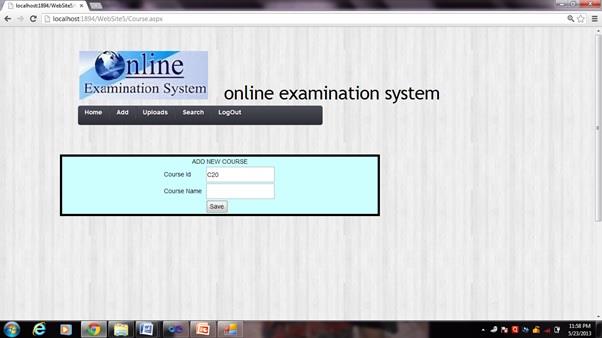 localhost:1894/WebSite5/
localhost:1894/WebSite5/Course.aspx
Online
Examination System
online examination system
Home Add Uploads Search LogOut
ADD NEW COURSE
Course Id C20
Course Name
Save
11:58 PM
5/23/2013